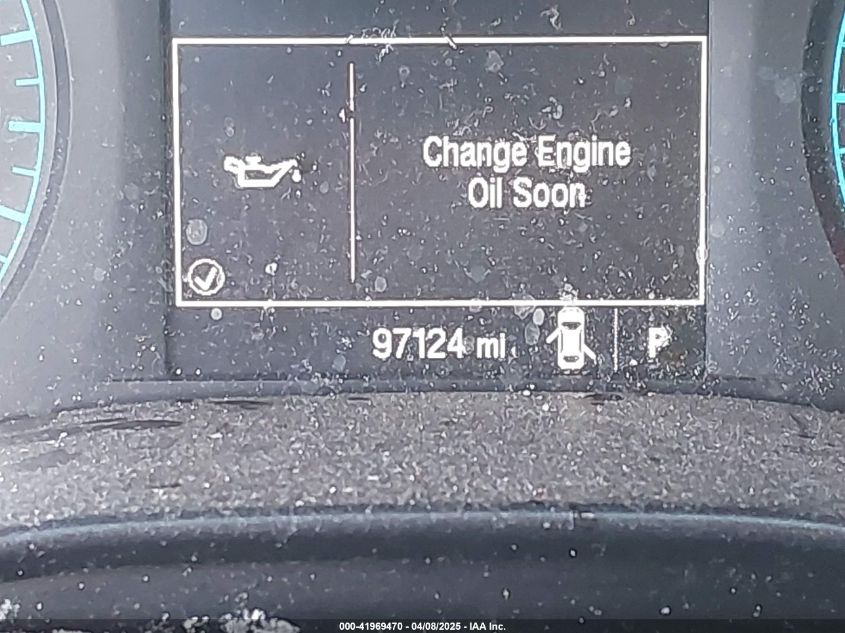 Change Engine
Oil Soon
97124 mi
P
000-41969470 - 04/08/2025 - IAA Inc.